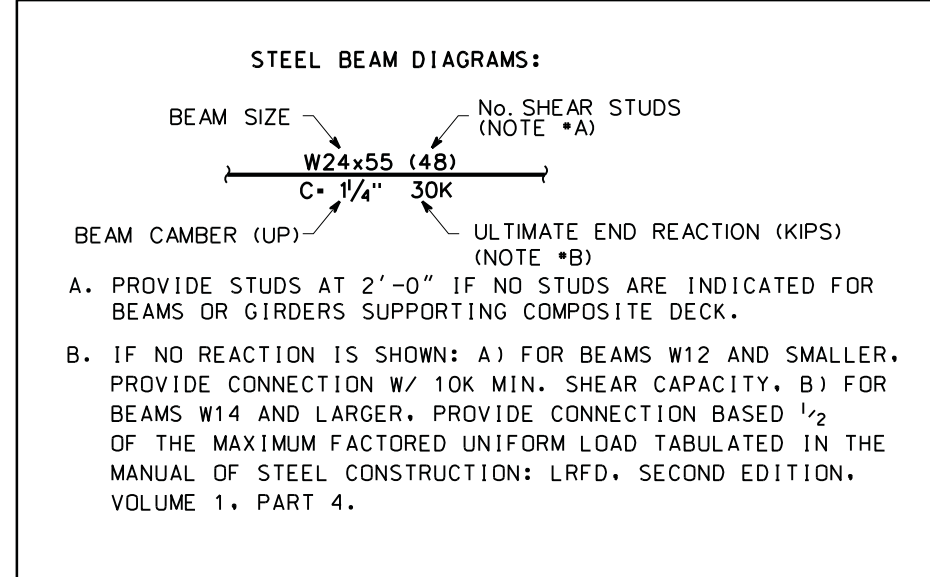 STEEL BEAM DIAGRAMS:
BEAM SIZE
No. SHEAR STUDS
(NOTE *A)
W24x55 (48)
C= 1 1/4" 30K
BEAM CAMBER (UP)
ULTIMATE END REACTION (KIPS)
(NOTE *B)
A. PROVIDE STUDS AT 2'-0" IF NO STUDS ARE INDICATED FOR
BEAMS OR GIRDERS SUPPORTING COMPOSITE DECK.
B. IF NO REACTION IS SHOWN: A) FOR BEAMS W12 AND SMALLER,
PROVIDE CONNECTION W/ 10K MIN. SHEAR CAPACITY, B) FOR
BEAMS W14 AND LARGER, PROVIDE CONNECTION BASED 1/2
OF THE MAXIMUM FACTORED UNIFORM LOAD TABULATED IN THE
MANUAL OF STEEL CONSTRUCTION: LRFD, SECOND EDITION,
VOLUME 1, PART 4.